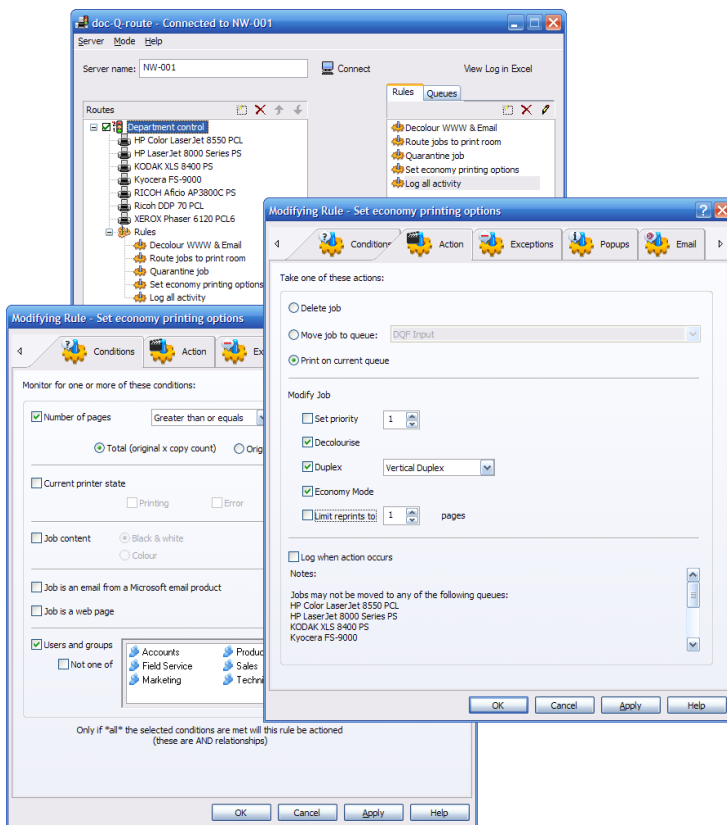 doc-Q-route - Connected to NW-001
Server Mode Help
Server name: NW-001 Connect View Log in Excel
Rules Queues
Routes
Department control
HP Color LaserJet 8550 PCL
HP LaserJet 8000 Series PS
KODAK XLS 8400 PS
Kyocera FS-9000
RICOH Aficio AP3800C PS
Ricoh DDP 70 PCL
XEROX Phaser 6120 PCL6
Rules
Decolour WWW & Email
Route jobs to print room
Quarantine job
Set economy printing options
Log all activity
Decolour WWW & Email
Route jobs to print room
Quarantine job
Set economy printing options
Log all activity
Modifying Rule - Set economy printing options
Conditions Action Exceptions Popups Email
Take one of these actions:
Delete job
Move job to queue: DQF Input
Print on current queue
Modify Job
Set priority 1
Decolourise
Duplex Vertical Duplex
Economy Mode
Limit reprints to 1 pages
Log when action occurs
Notes:
Jobs may not be moved to any of the following queues:
HP Color LaserJet 8550 PCL
HP LaserJet 8000 Series PS
KODAK XLS 8400 PS
Kyocera FS-9000
OK Cancel Apply Help
Modifying Rule - Set economy printing options
Conditions Action Ex
Monitor for one or more of these conditions:
Number of pages Greater than or equals
Total (original x copy count) Orig
Current printer state
Printing Error
Job content Black & white
Colour
Job is an email from a Microsoft email product
Job is a web page
Users and groups
Not one of
Accounts Produc
Field Service Sales
Marketing Techni
Only if *all* the selected conditions are met will this rule be actioned
(these are AND relationships)
OK Cancel Apply Help